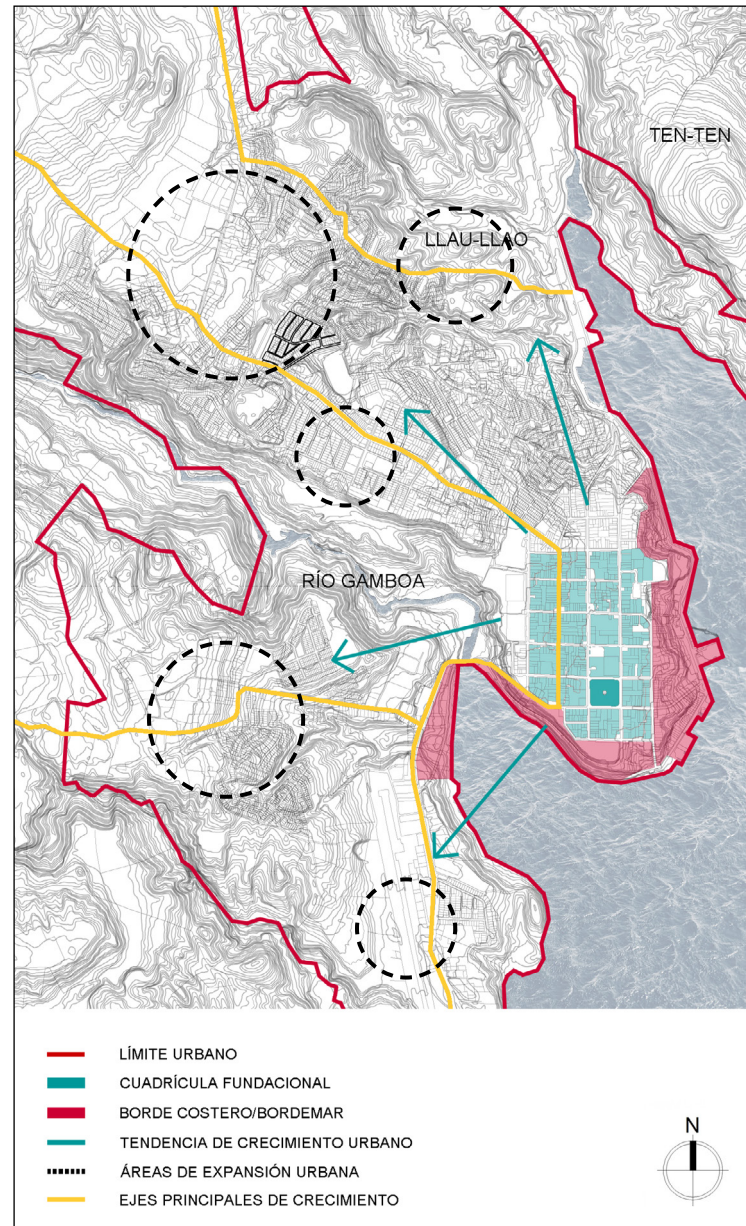 TEN-TEN
LLAU-LLAO
RÍO GAMBOA
LÍMITE URBANO
CUADRÍCULA FUNDACIONAL
BORDE COSTERO/BORDEMAR
TENDENCIA DE CRECIMIENTO URBANO
ÁREAS DE EXPANSIÓN URBANA
EJES PRINCIPALES DE CRECIMIENTO
N